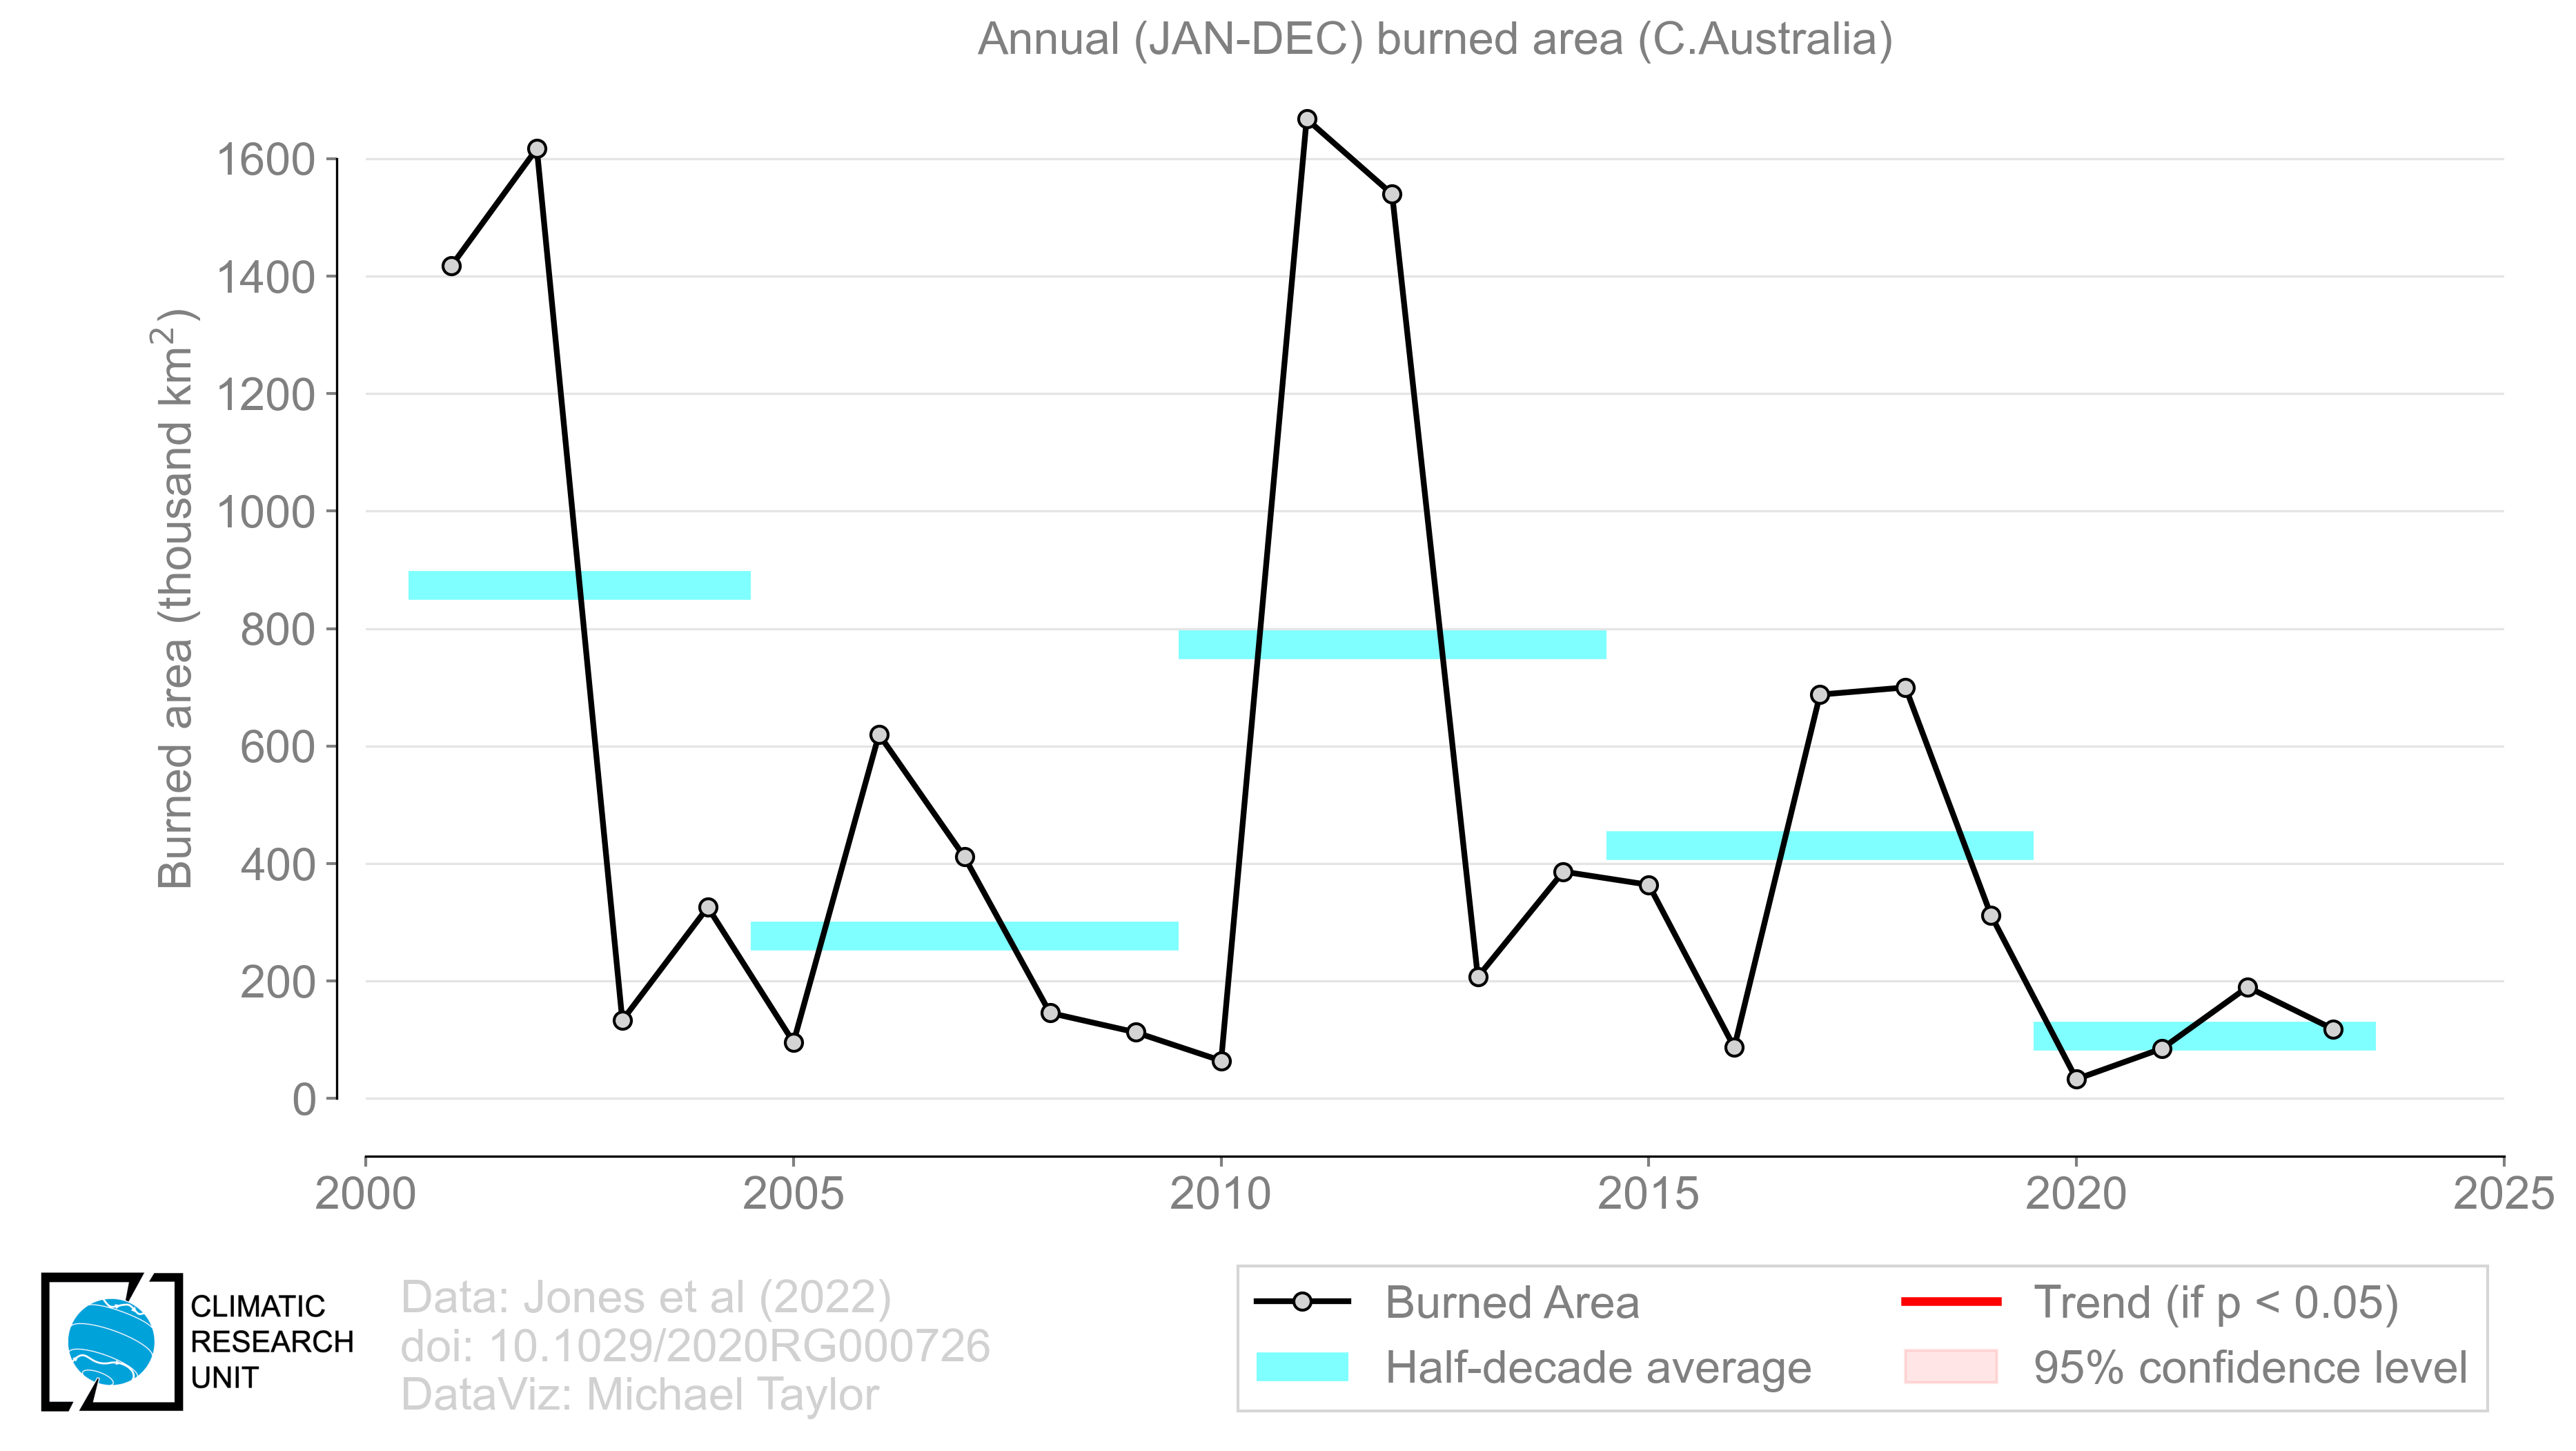 Annual (JAN-DEC) burned area (C.Australia)
Burned area (thousand km²)
1600
1400
1200
1000
800
600
400
200
0
2000 2005 2010 2015 2020 2025
CLIMATIC
RESEARCH
UNIT
Data: Jones et al (2022)
doi: 10.1029/2020RG000726
DataViz: Michael Taylor
Burned Area
Half-decade average
Trend (if p < 0.05)
95% confidence level